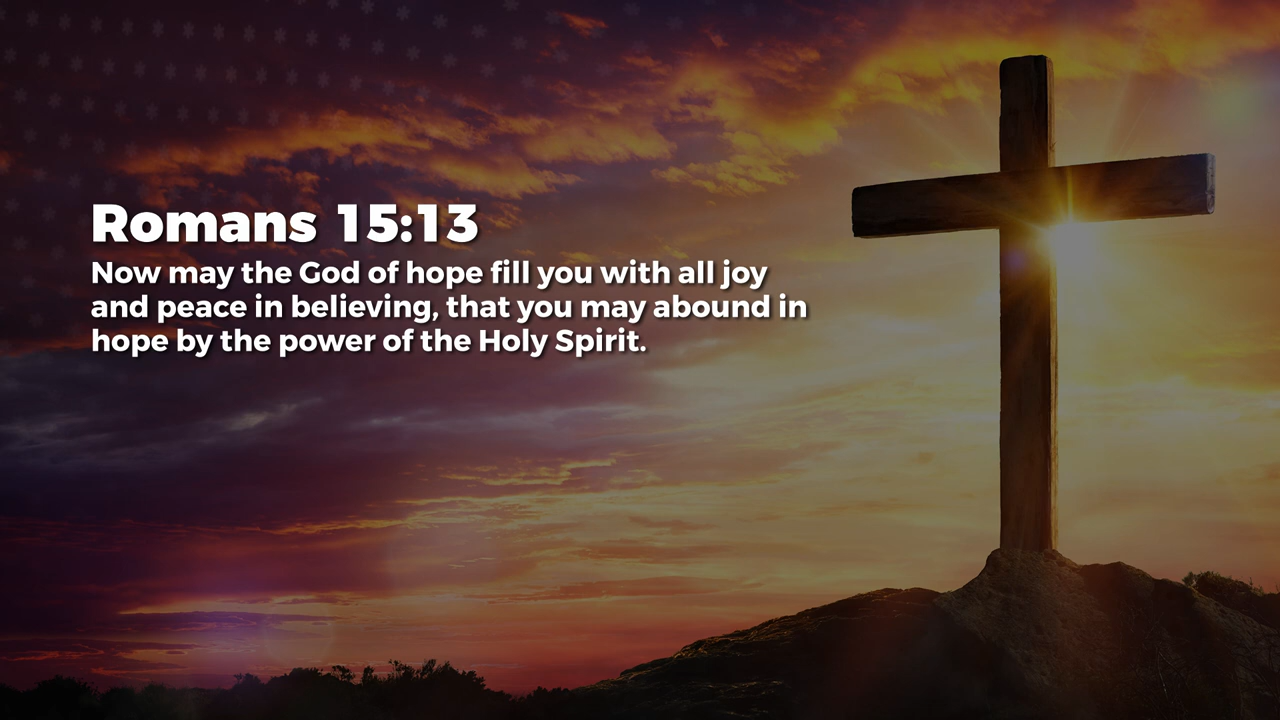 Romans 15:13
Now may the God of hope fill you with all joy
and peace in believing, that you may abound in
hope by the power of the Holy Spirit.